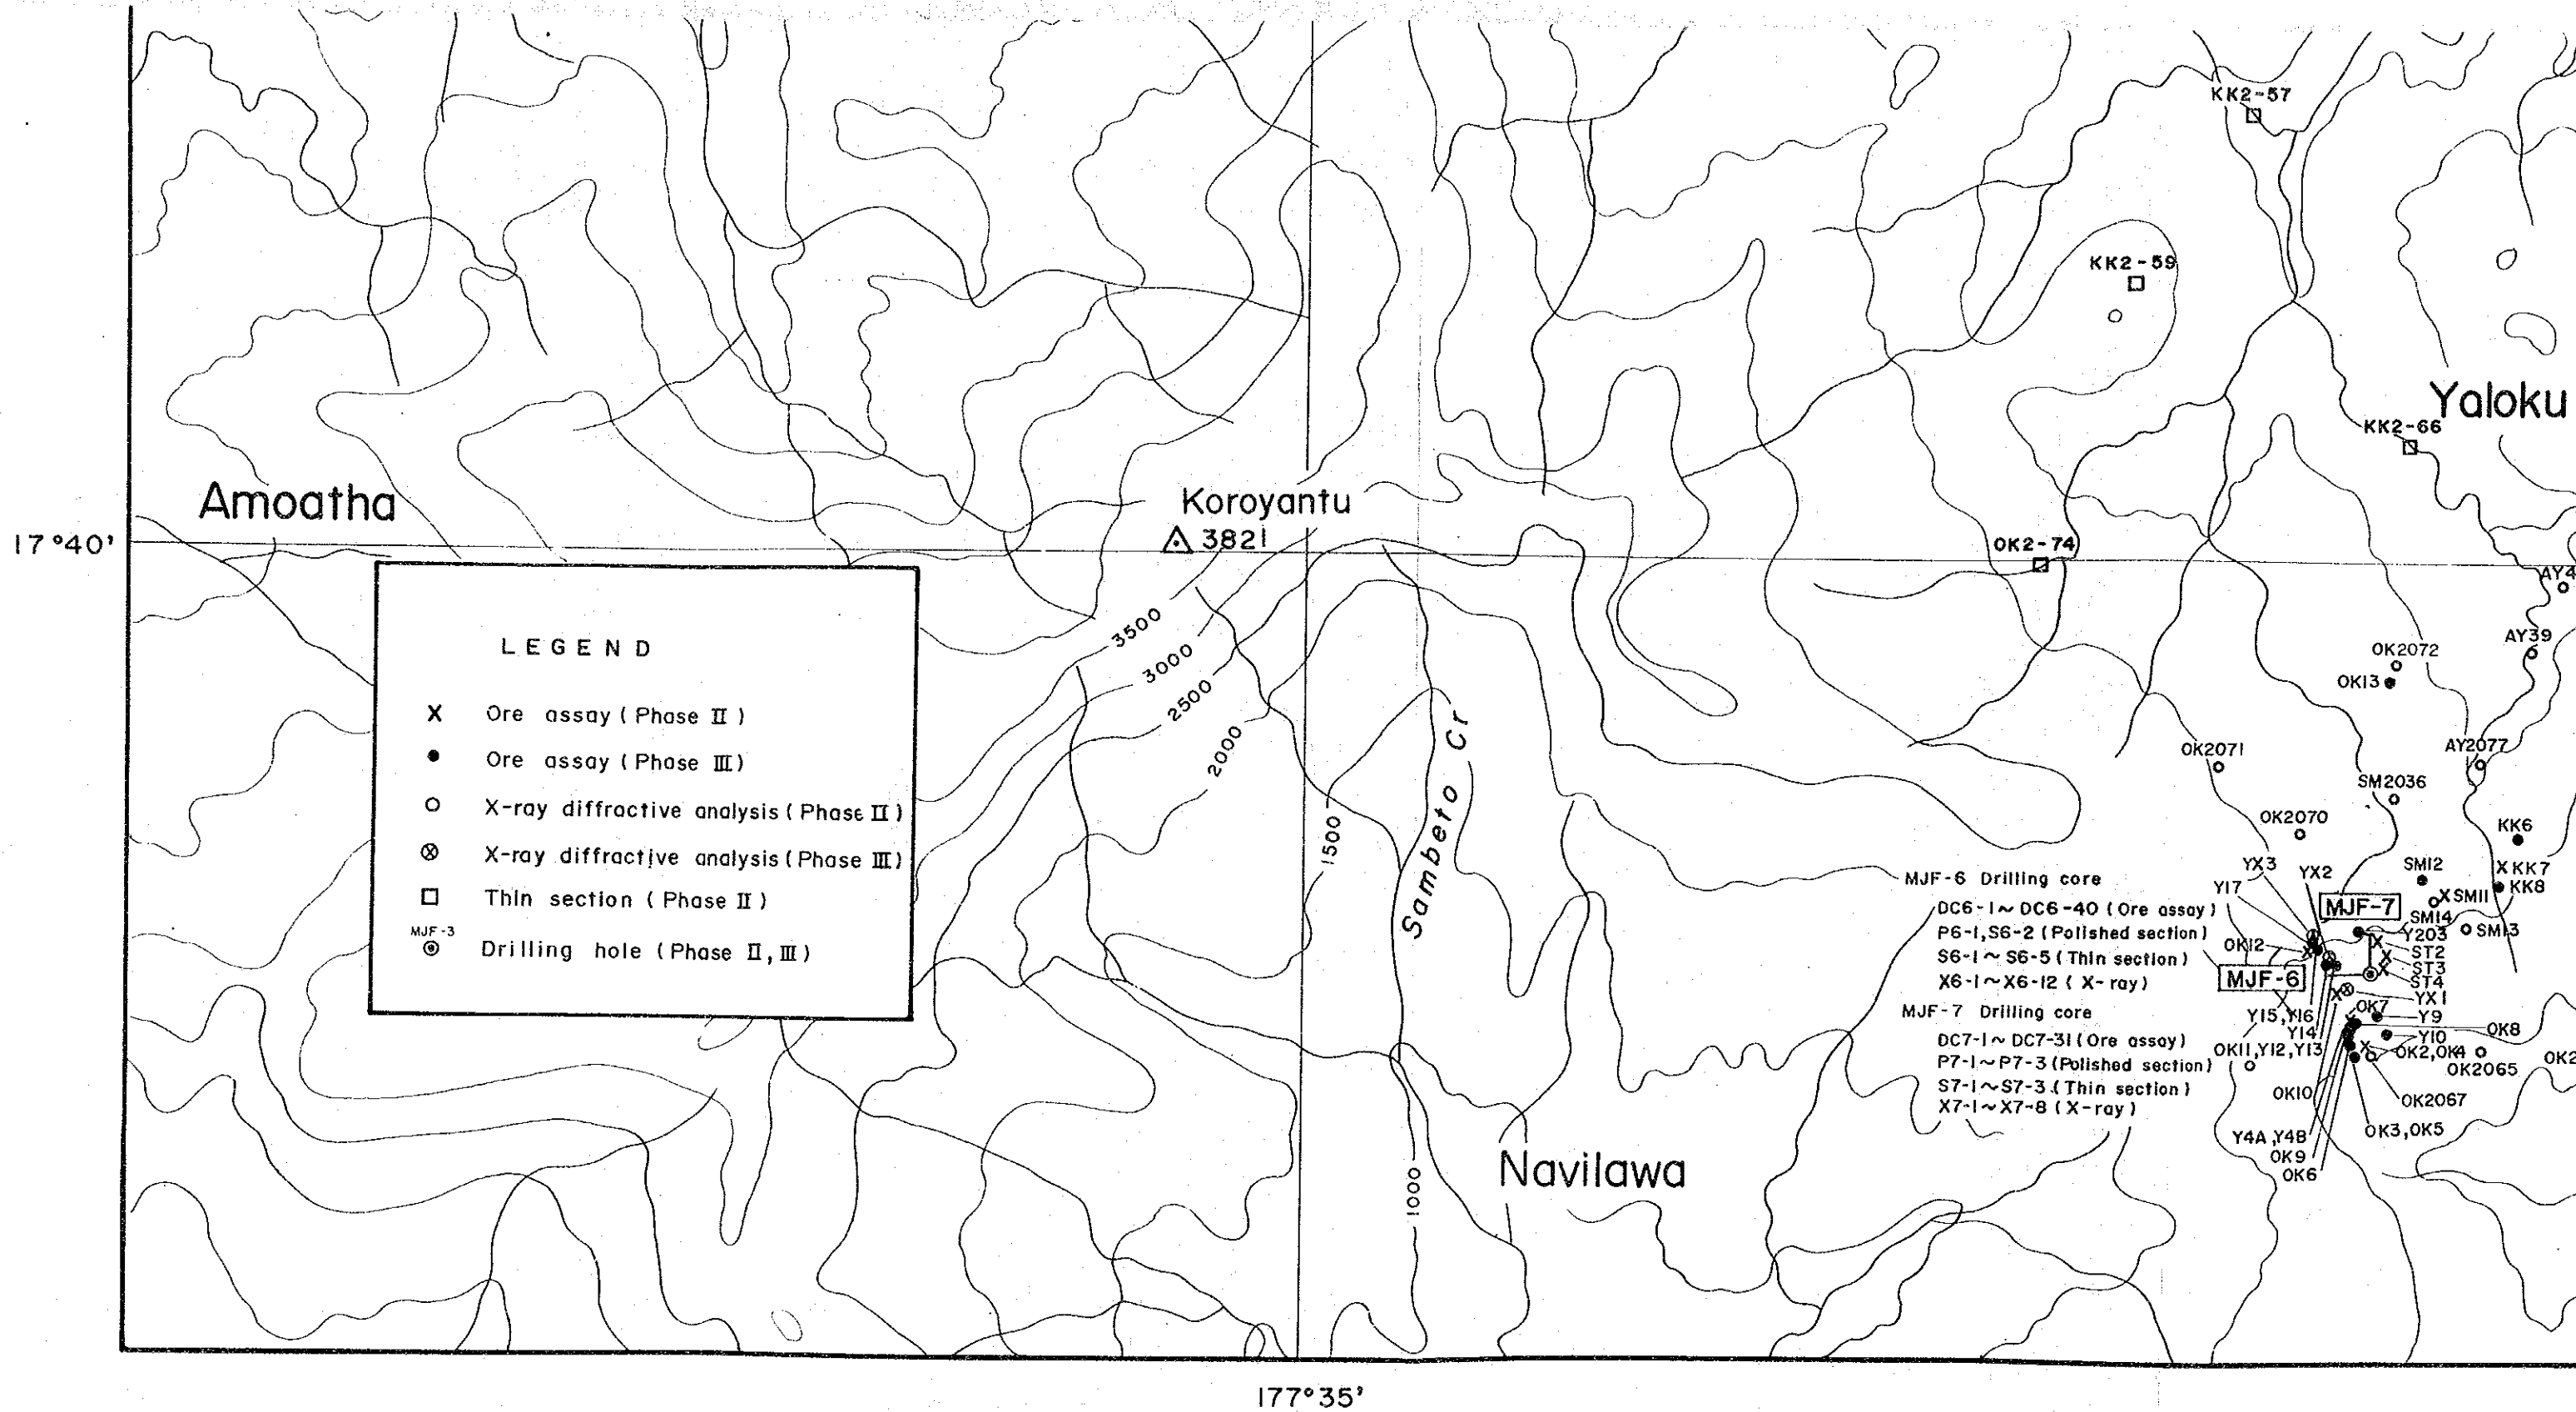 KK2-57
KK2-59
Yaloku
KK2-66
Amoatha
Koroyantu
3821
17°40'
OK2-74
AY4
3500
3000
2500
2000
1500
1000
Sambeto Cr
Navilawa
LEGEND
X Ore assay (Phase II)
Ore assay (Phase III)
X-ray diffractive analysis (Phase II)
X-ray diffractive analysis (Phase III)
Thin section (Phase II)
MJF-3
Drilling hole (Phase II, III)
AY39
OK2072
OK13
OK2071
AY2077
SM2036
OK2070
KK6
YX3
YX2
SM12
X KK7
KK8
Y17
X SM11
MJF-7
SM14
Y203
SM13
OK12
ST2
ST3
ST4
MJF-6
YX1
OK7
Y9
Y15, Y16
Y14
OK8
Y10
OK11, Y12, Y13
OK2, OK4
OK2065
OK2
OK10
OK2067
Y4A, Y4B
OK3, OK5
OK9
OK6
MJF-6 Drilling core
DC6-1~DC6-40 (Ore assay)
P6-1, S6-2 (Polished section)
S6-1~S6-5 (Thin section)
X6-1~X6-12 (X-ray)
MJF-7 Drilling core
DC7-1~DC7-31 (Ore assay)
P7-1~P7-3 (Polished section)
S7-1~S7-3 (Thin section)
X7-1~X7-8 (X-ray)
177°35'